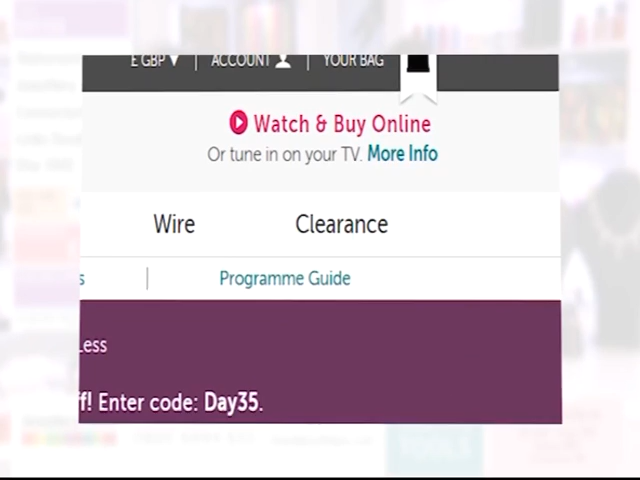 £ GBP ▼ | ACCOUNT | YOUR BAG
Watch & Buy Online
Or tune in on your TV. More Info
Wire Clearance
s | Programme Guide
Less
ff! Enter code: Day35.